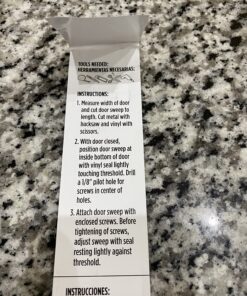 TOOLS NEEDED:
HERRAMIENTAS NECESARIAS:
INSTRUCTIONS:
1. Measure width of door
and cut door sweep to
length. Cut metal with
hacksaw and vinyl with
scissors.
2. With door closed,
position door sweep at
inside bottom of door
with vinyl seal lightly
touching threshold. Drill
a 1/8" pilot hole for
screws in center of
holes.
3. Attach door sweep with
enclosed screws. Before
tightening of screws,
adjust sweep with seal
resting lightly against
threshold.
INSTRUCCIONES: